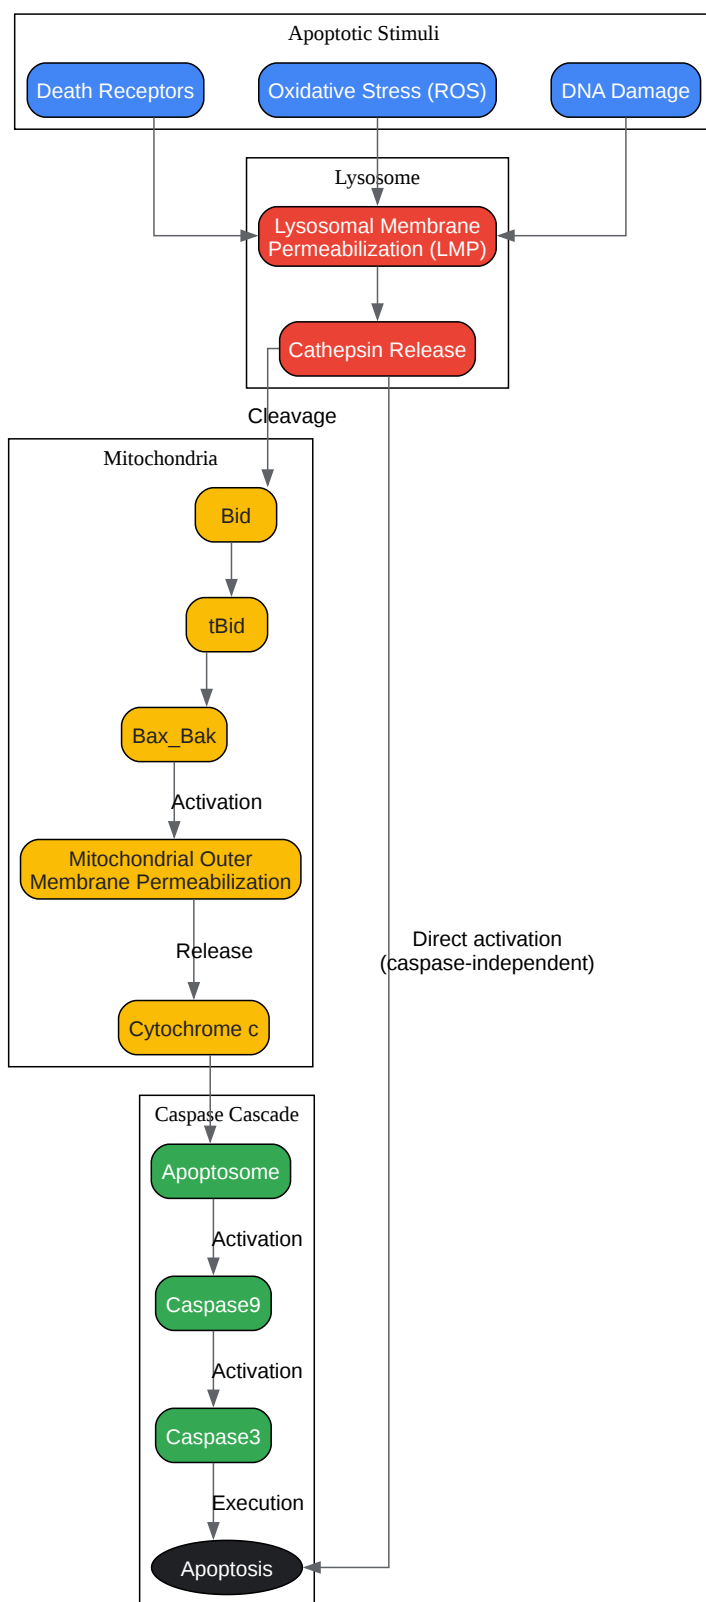 Apoptotic Stimuli
Death Receptors
Oxidative Stress (ROS)
DNA Damage
Lysosome
Lysosomal Membrane
Permeabilization (LMP)
Cathepsin Release
Cleavage
Mitochondria
Bid
tBid
Bax_Bak
Activation
Mitochondrial Outer
Membrane Permeabilization
Release
Direct activation
(caspase-independent)
Cytochrome c
Caspase Cascade
Apoptosome
Activation
Caspase9
Activation
Caspase3
Execution
Apoptosis